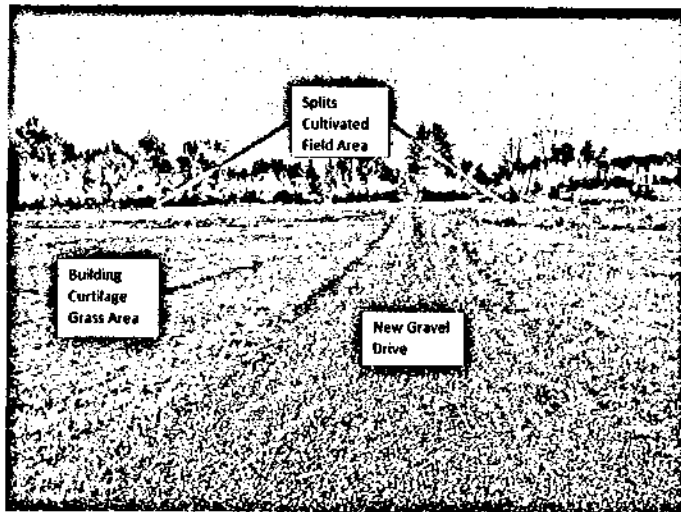 Splits
Cultivated
Field Area
Building
Curtilage
Grass Area
New Gravel
Drive